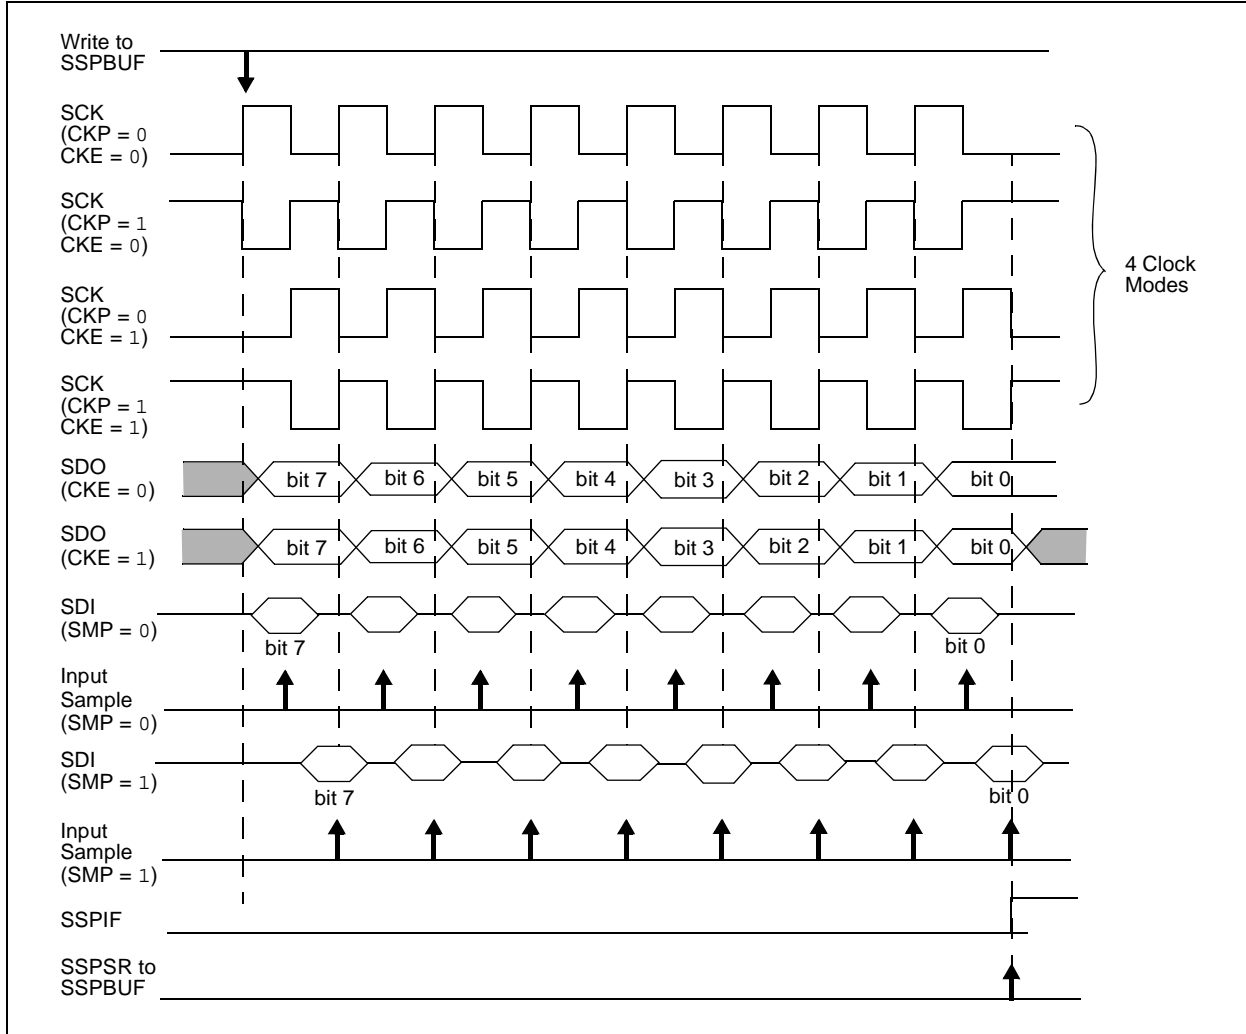 Write to
SSPBUF
SCK
(CKP = 0
CKE = 0)
SCK
(CKP = 1
CKE = 0)
4 Clock
Modes
SCK
(CKP = 0
CKE = 1)
SCK
(CKP = 1
CKE = 1)
SDO
(CKE = 0)
bit 7 bit 6 bit 5 bit 4 bit 3 bit 2 bit 1 bit 0
SDO
(CKE = 1)
bit 7 bit 6 bit 5 bit 4 bit 3 bit 2 bit 1 bit 0
SDI
(SMP = 0)
bit 7 bit 0
Input
Sample
(SMP = 0)
SDI
(SMP = 1)
bit 7 bit 0
Input
Sample
(SMP = 1)
SSPIF
SSPSR to
SSPBUF